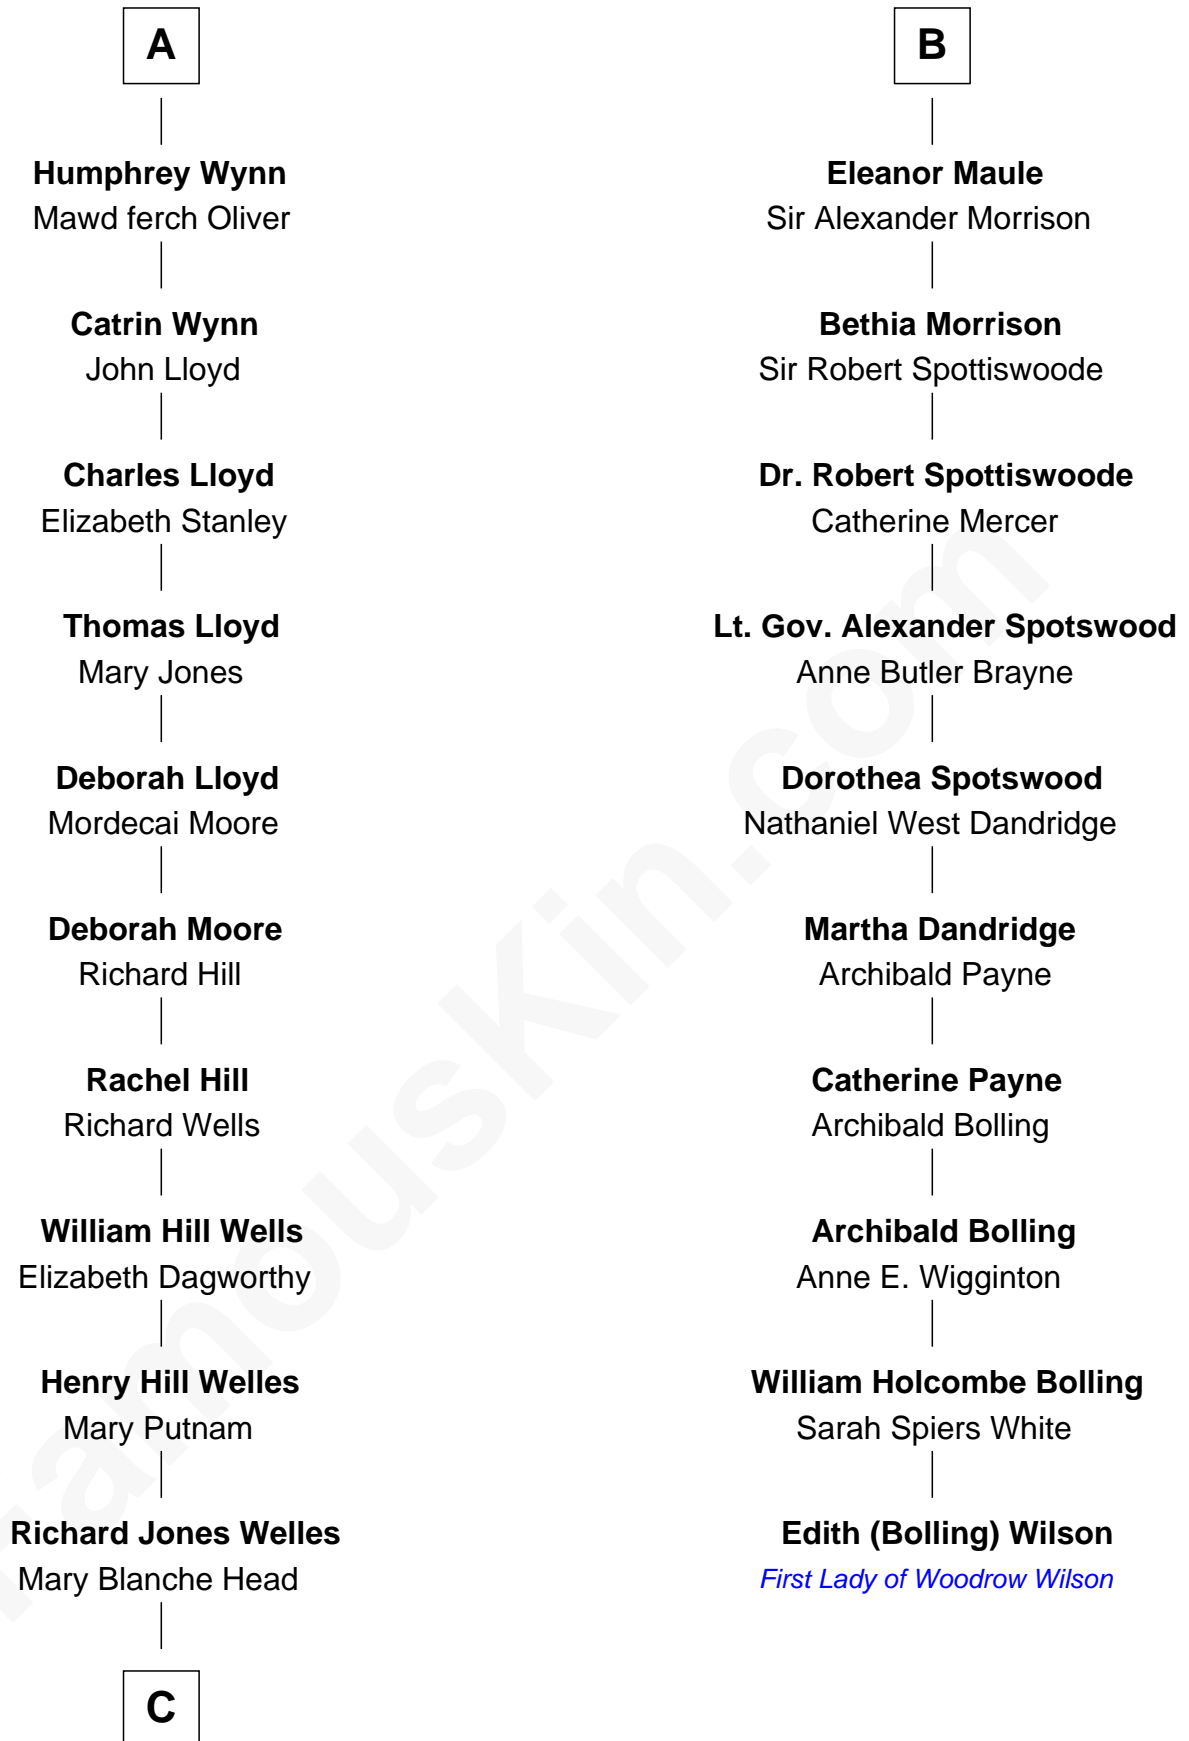 A
Humphrey Wynn
Mawd ferch Oliver
Catrin Wynn
John Lloyd
Charles Lloyd
Elizabeth Stanley
Thomas Lloyd
Mary Jones
Deborah Lloyd
Mordecai Moore
Deborah Moore
Richard Hill
Rachel Hill
Richard Wells
William Hill Wells
Elizabeth Dagworthy
Henry Hill Welles
Mary Putnam
Richard Jones Welles
Mary Blanche Head
C
B
Eleanor Maule
Sir Alexander Morrison
Bethia Morrison
Sir Robert Spottiswoode
Dr. Robert Spottiswoode
Catherine Mercer
Lt. Gov. Alexander Spotswood
Anne Butler Brayne
Dorothea Spotswood
Nathaniel West Dandridge
Martha Dandridge
Archibald Payne
Catherine Payne
Archibald Bolling
Archibald Bolling
Anne E. Wigginton
William Holcombe Bolling
Sarah Spiers White
Edith (Bolling) Wilson
First Lady of Woodrow Wilson
FamousKin.com